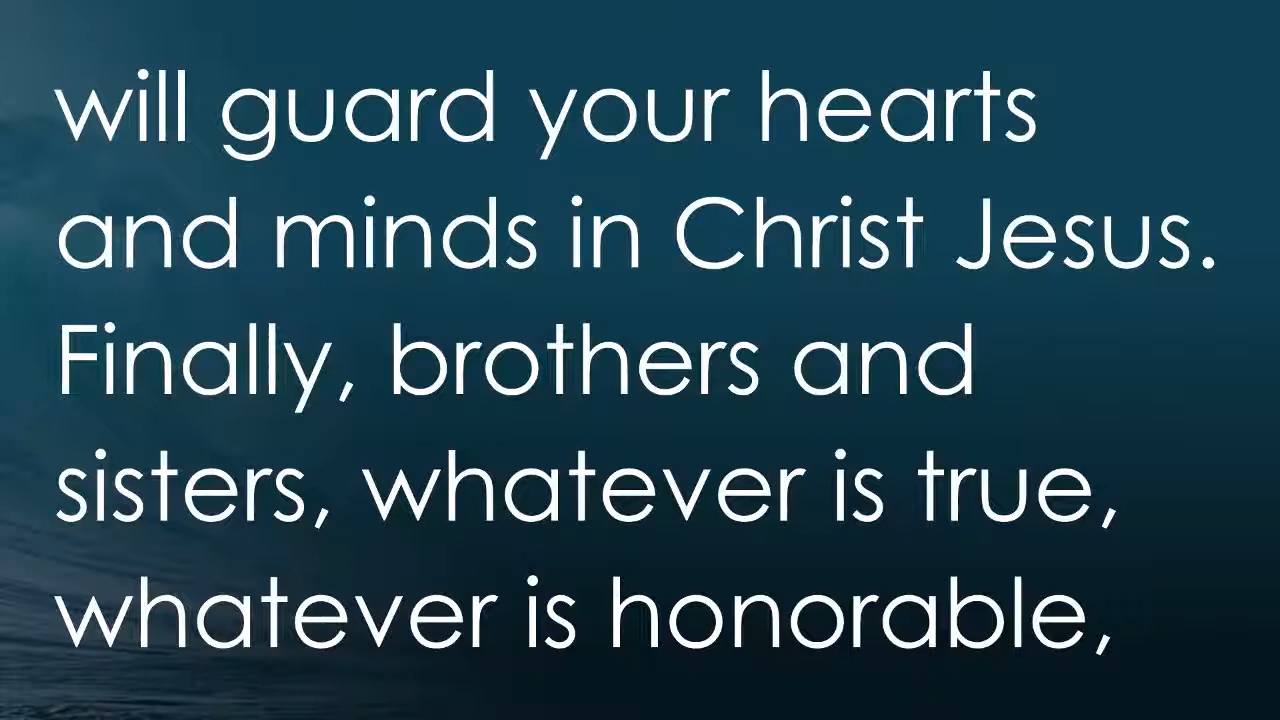 will guard your hearts
and minds in Christ Jesus.
Finally, brothers and
sisters, whatever is true,
whatever is honorable,